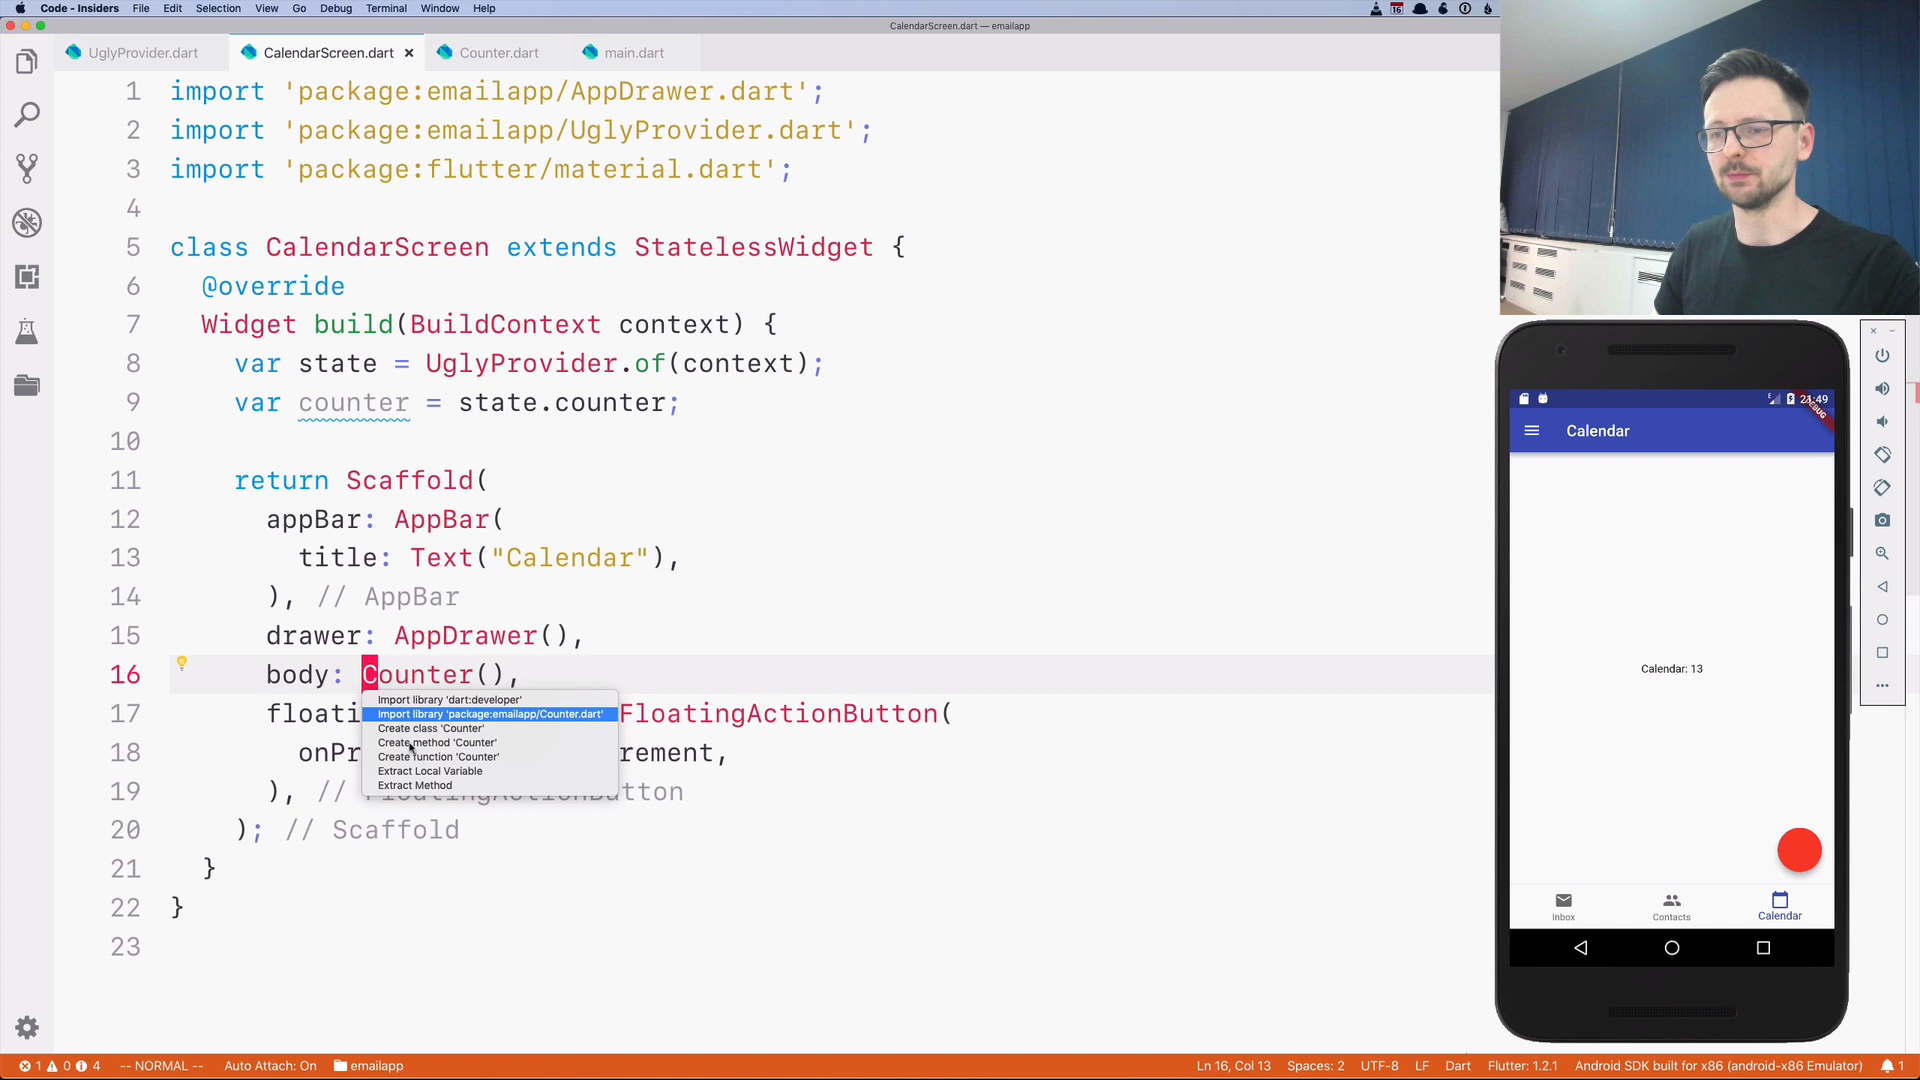 Code - Insiders File Edit Selection View Go Debug Terminal Window Help
16
CalendarScreen.dart — emailapp
UglyProvider.dart
CalendarScreen.dart
Counter.dart
main.dart
1 import 'package:emailapp/AppDrawer.dart';
2 import 'package:emailapp/UglyProvider.dart';
3 import 'package:flutter/material.dart';
4
5 class CalendarScreen extends StatelessWidget {
6 @override
7 Widget build(BuildContext context) {
8 var state = UglyProvider.of(context);
9 var counter = state.counter;
10
11 return Scaffold(
12 appBar: AppBar(
13 title: Text("Calendar"),
14 ), // AppBar
15 drawer: AppDrawer(),
16 body: Counter(),
17 floati FloatingActionButton(
18 onPr rement,
19 ), // FloatingActionButton
20 ); // Scaffold
21 }
22 }
23
Import library 'dart:developer'
Import library 'package:emailapp/Counter.dart'
Create class 'Counter'
Create method 'Counter'
Create function 'Counter'
Extract Local Variable
Extract Method
21:49
DEBUG
Calendar
Calendar: 13
Inbox
Contacts
Calendar
1 0 4 -- NORMAL -- Auto Attach: On emailapp Ln 16, Col 13 Spaces: 2 UTF-8 LF Dart Flutter: 1.2.1 Android SDK built for x86 (android-x86 Emulator) 1